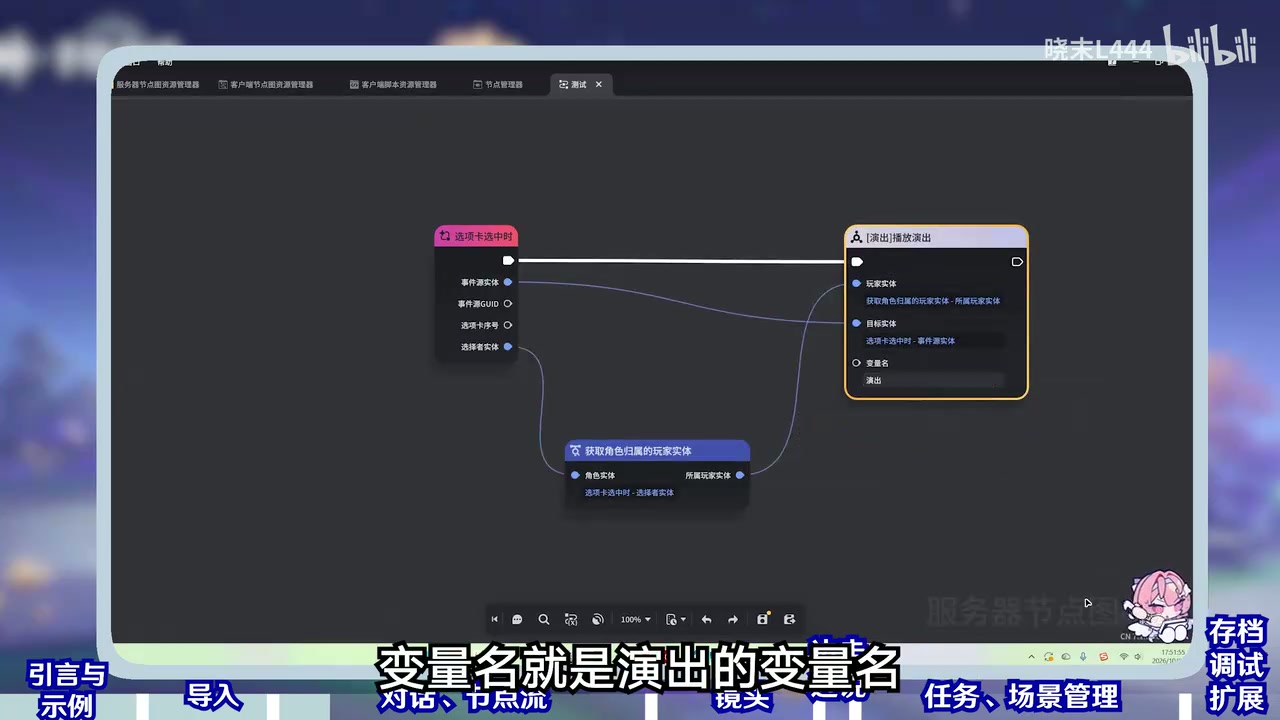 晓末L444 bilibili
帮助
服务器节点图资源管理器
客户端节点图资源管理器
客户端脚本资源管理器
节点管理器
测试
选项卡选中时
事件源实体
事件源GUID
选项卡序号
选择者实体
[演出]播放演出
玩家实体
获取角色归属的玩家实体 - 所属玩家实体
目标实体
选项卡选中时 - 事件源实体
变量名
演出
获取角色归属的玩家实体
角色实体
所属玩家实体
选项卡选中时 - 选择者实体
服务器节点图
100%
17:51:55
变量名就是演出的变量名
引言与
示例
导入
对话、节点流
镜头
任务、场景管理
存档
调试
扩展